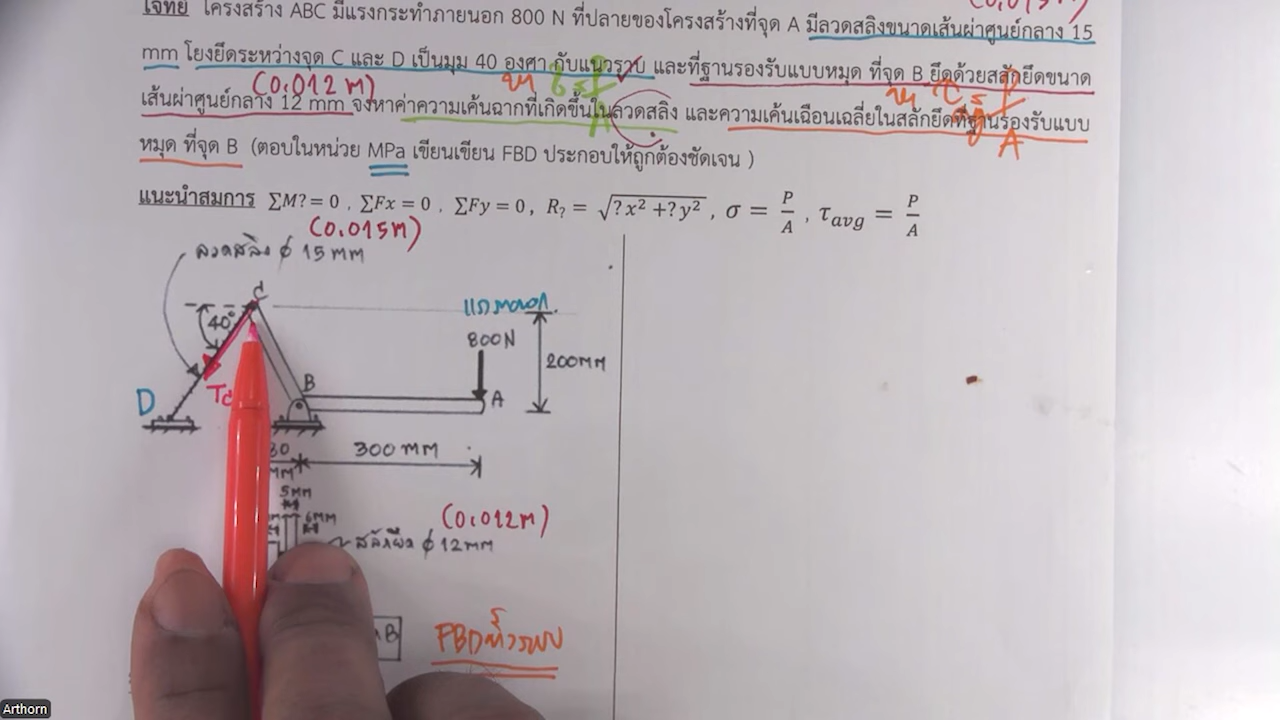 โจทย์ โครงสร้าง ABC มีแรงกระทำภายนอก 800 N ที่ปลายของโครงสร้างที่จุด A มีลวดสลิงขนาดเส้นผ่าศูนย์กลาง 15
mm โยงยึดระหว่างจุด C และ D เป็นมุม 40 องศา กับแนวราบ และที่ฐานรองรับแบบหมุด ที่จุด B ยึดด้วยสลักยึดขนาด
(0.012 m)
เส้นผ่าศูนย์กลาง 12 mm จงหาค่าความเค้นฉากที่เกิดขึ้นในลวดสลิง และความเค้นเฉือนเฉลี่ยในสลักยึดที่ฐานรองรับแบบ
หมุด ที่จุด B (ตอบในหน่วย MPa เขียนเขียน FBD ประกอบให้ถูกต้องชัดเจน )
แนะนำสมการ ∑M? = 0 , ∑Fx = 0 , ∑Fy = 0 , R? = √?x² +?y² , σ = P/A , τavg = P/A
(0.015m)
ลวดสลิง ϕ 15 mm
C
40°
แรงภายนอก
800N
200mm
D
B
A
300 mm
5mm
6mm
(0.012m)
สลักยึด ϕ 12mm
B
FBDทั้งระบบ
Arthorn